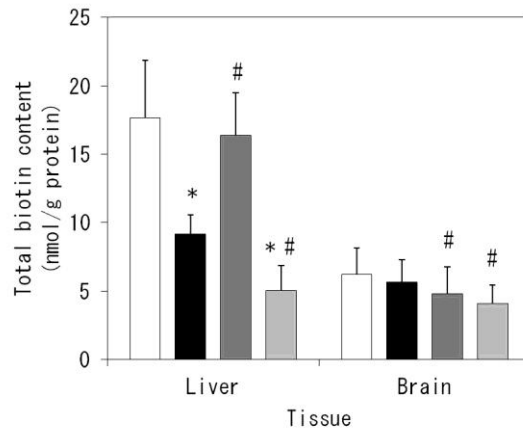 Total biotin content
(nmol/g protein)
25
20
15
10
5
0
*
#
* #
#
#
Liver
Brain
Tissue